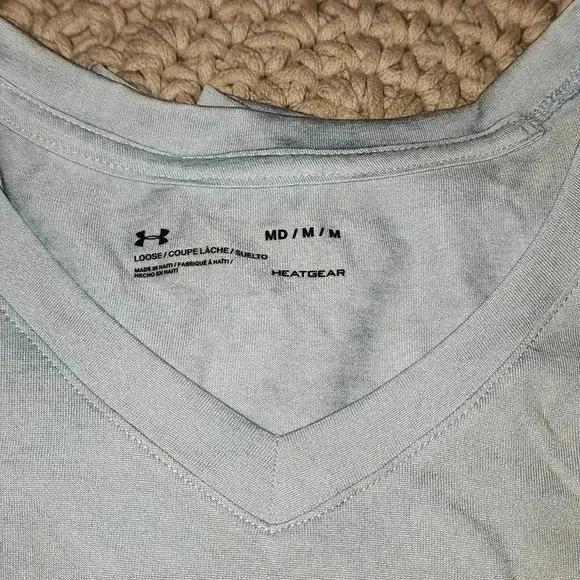 MD / M / M
LOOSE / COUPE LÂCHE / SUELTO
MADE IN HAITI / FABRIQUÉ À HAÏTI /
HECHO EN HAITÍ
HEATGEAR